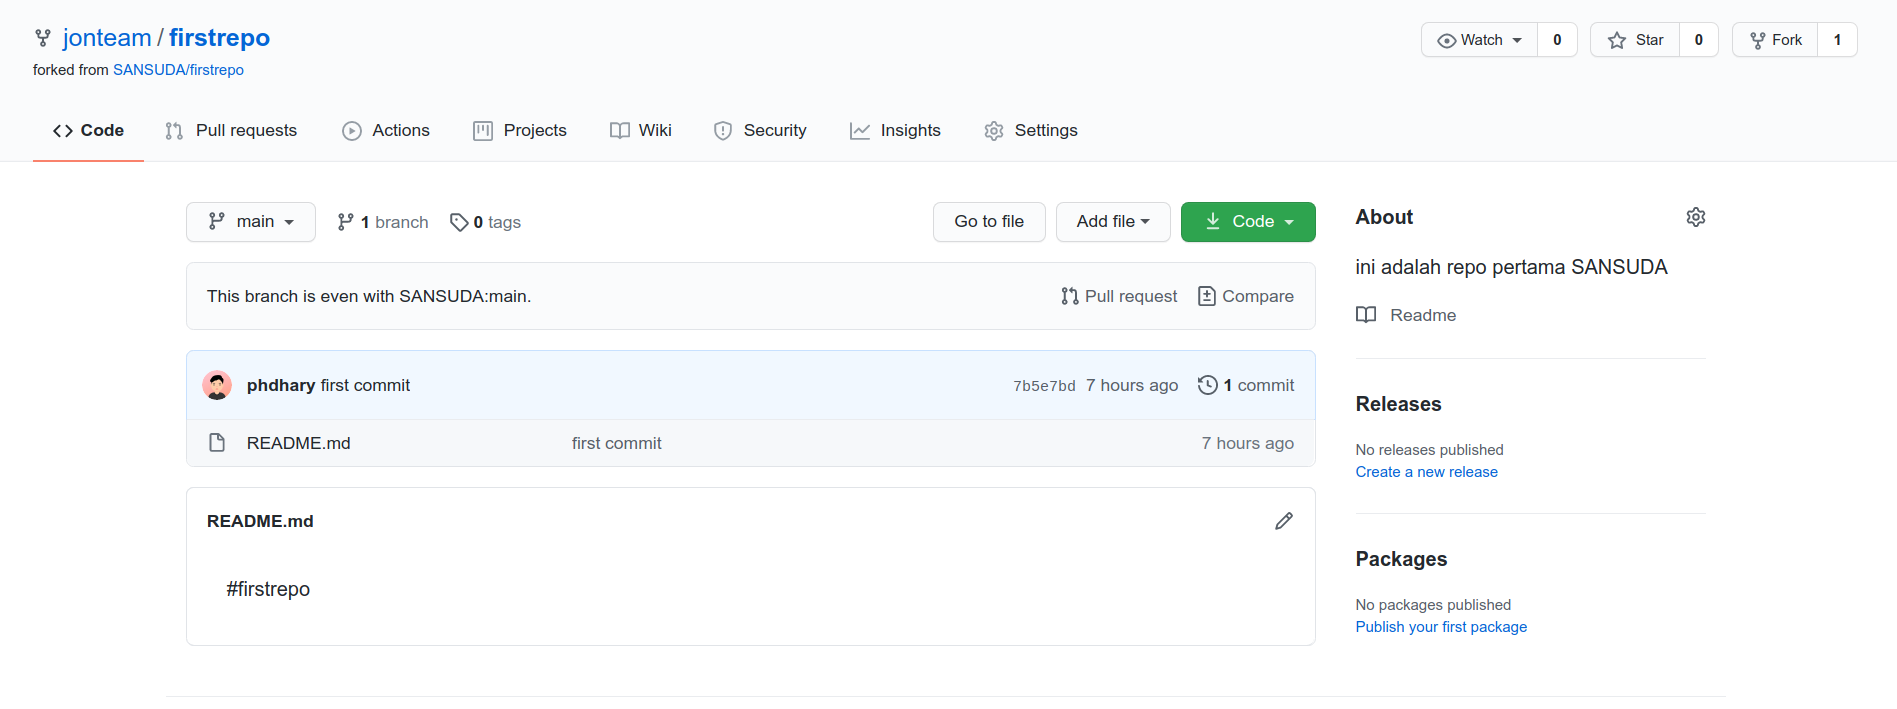 jonteam / firstrepo
forked from SANSUDA/firstrepo
Watch 0 Star 0 Fork 1
Code Pull requests Actions Projects Wiki Security Insights Settings
main 1 branch 0 tags Go to file Add file Code
This branch is even with SANSUDA:main. Pull request Compare
phdhary first commit 7b5e7bd 7 hours ago 1 commit
README.md first commit 7 hours ago
README.md
#firstrepo
About
ini adalah repo pertama SANSUDA
Readme
Releases
No releases published
Create a new release
Packages
No packages published
Publish your first package